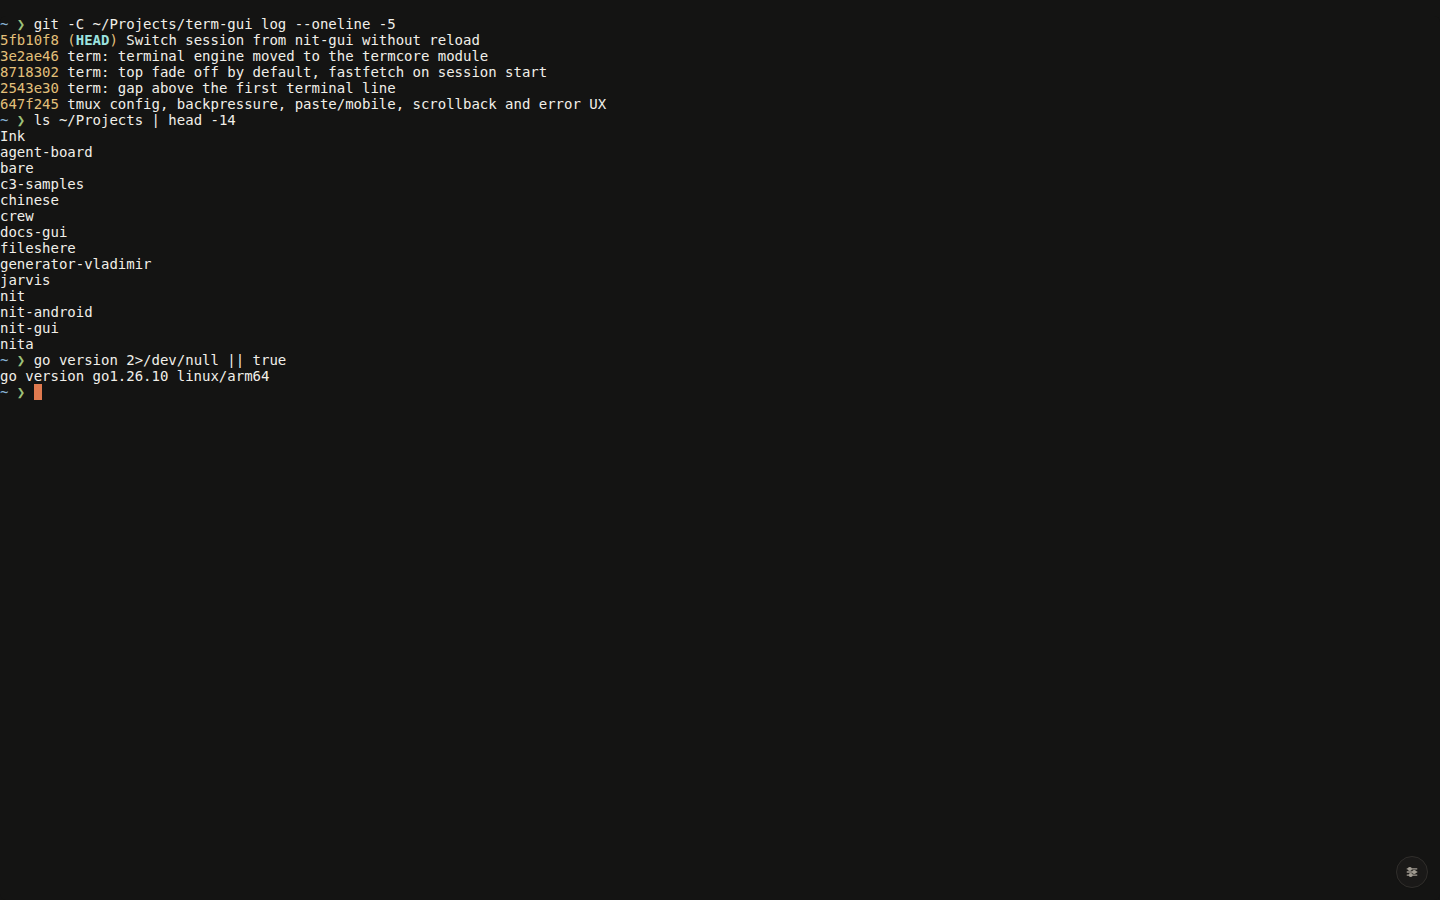 ~ ❯ git -C ~/Projects/term-gui log --oneline -5
5fb10f8 (HEAD) Switch session from nit-gui without reload
3e2ae46 term: terminal engine moved to the termcore module
8718302 term: top fade off by default, fastfetch on session start
2543e30 term: gap above the first terminal line
647f245 tmux config, backpressure, paste/mobile, scrollback and error UX
~ ❯ ls ~/Projects | head -14
Ink
agent-board
bare
c3-samples
chinese
crew
docs-gui
fileshere
generator-vladimir
jarvis
nit
nit-android
nit-gui
nita
~ ❯ go version 2>/dev/null || true
go version go1.26.10 linux/arm64
~ ❯